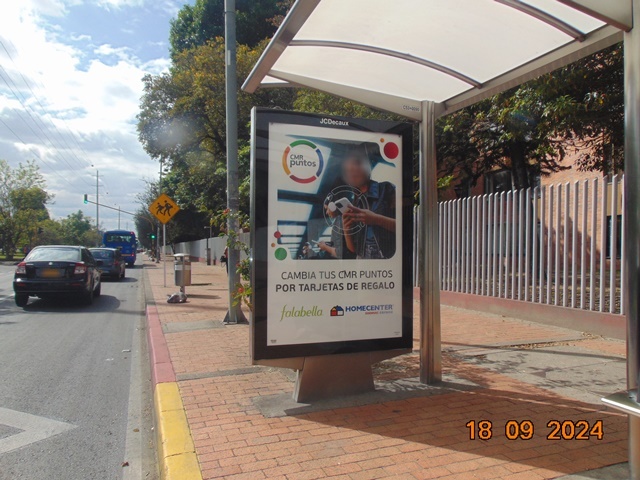 JCDecaux
CMR
puntos
CAMBIA TUS CMR PUNTOS
POR TARJETAS DE REGALO
falabella
HOMECENTER
18 09 2024